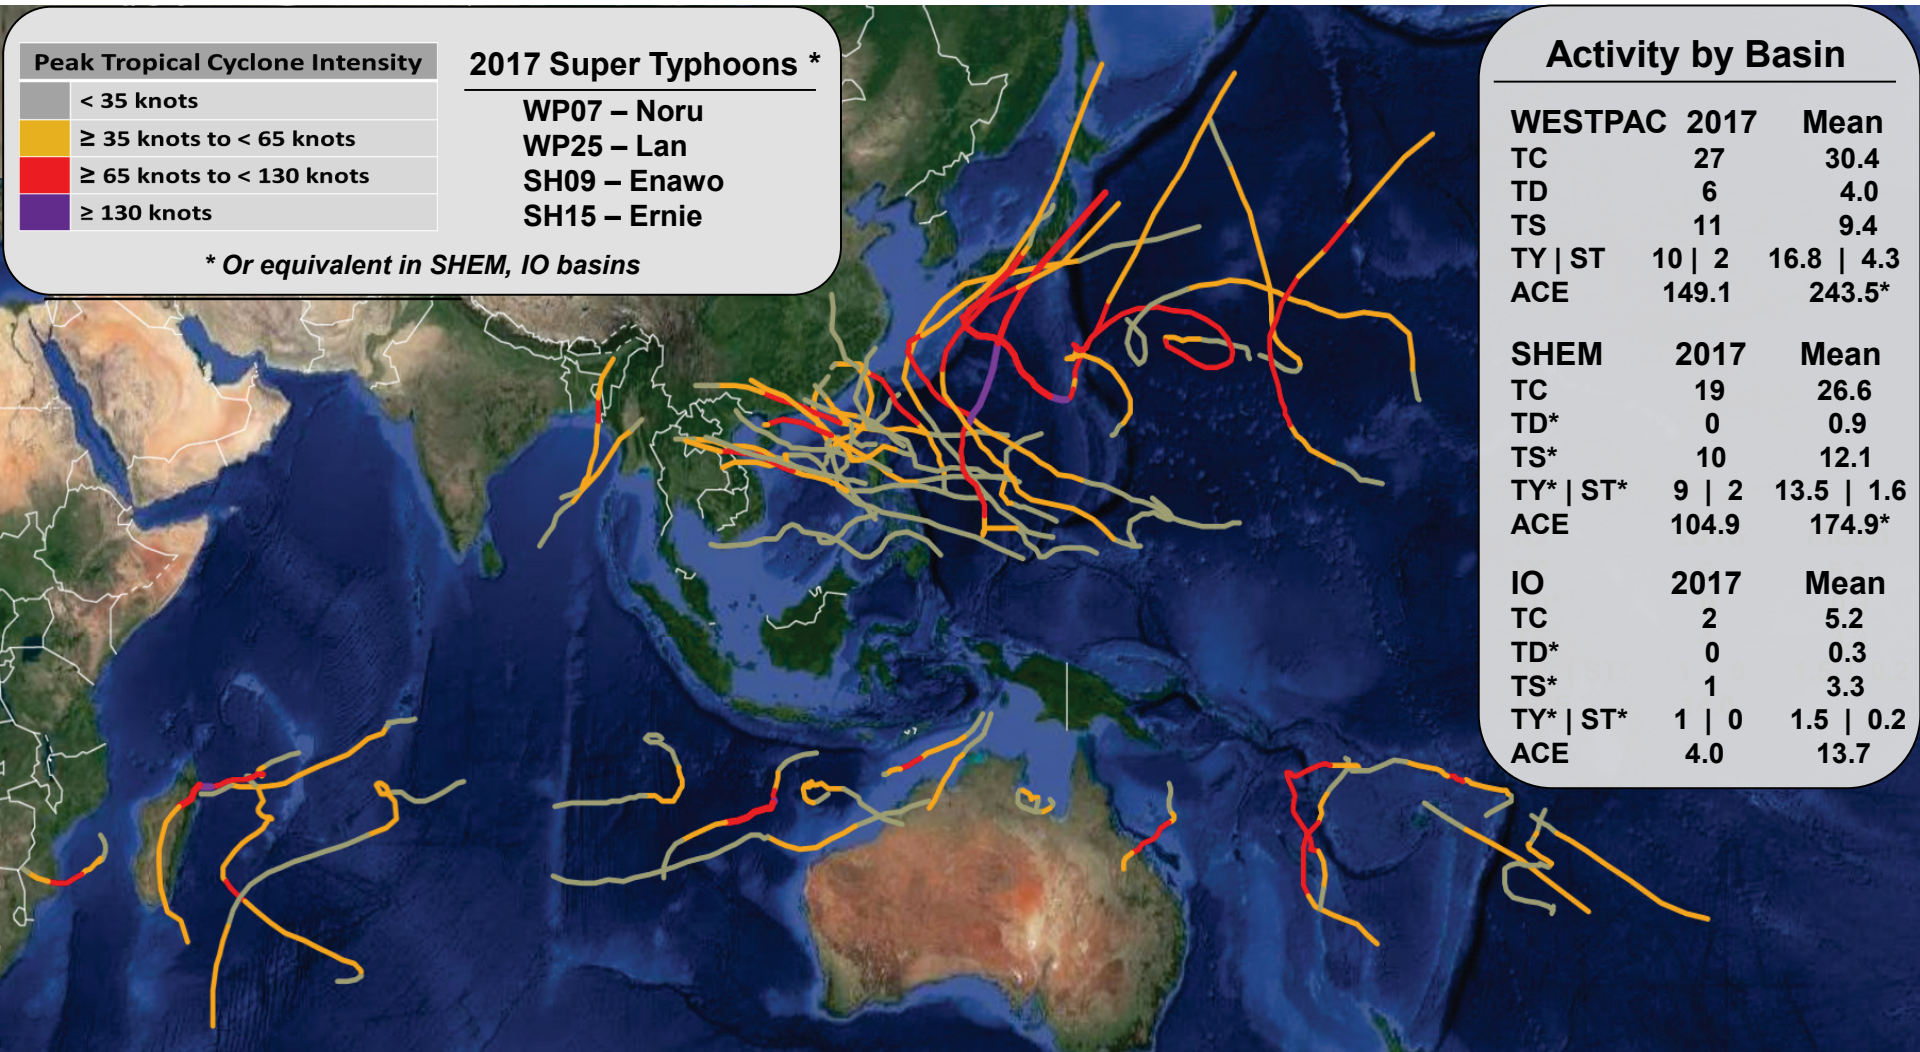 Peak Tropical Cyclone Intensity
< 35 knots
≥ 35 knots to < 65 knots
≥ 65 knots to < 130 knots
≥ 130 knots
2017 Super Typhoons *
WP07 – Noru
WP25 – Lan
SH09 – Enawo
SH15 – Ernie
* Or equivalent in SHEM, IO basins
Activity by Basin
WESTPAC 2017 Mean
TC 27 30.4
TD 6 4.0
TS 11 9.4
TY | ST 10 | 2 16.8 | 4.3
ACE 149.1 243.5*
SHEM 2017 Mean
TC 19 26.6
TD* 0 0.9
TS* 10 12.1
TY* | ST* 9 | 2 13.5 | 1.6
ACE 104.9 174.9*
IO 2017 Mean
TC 2 5.2
TD* 0 0.3
TS* 1 3.3
TY* | ST* 1 | 0 1.5 | 0.2
ACE 4.0 13.7